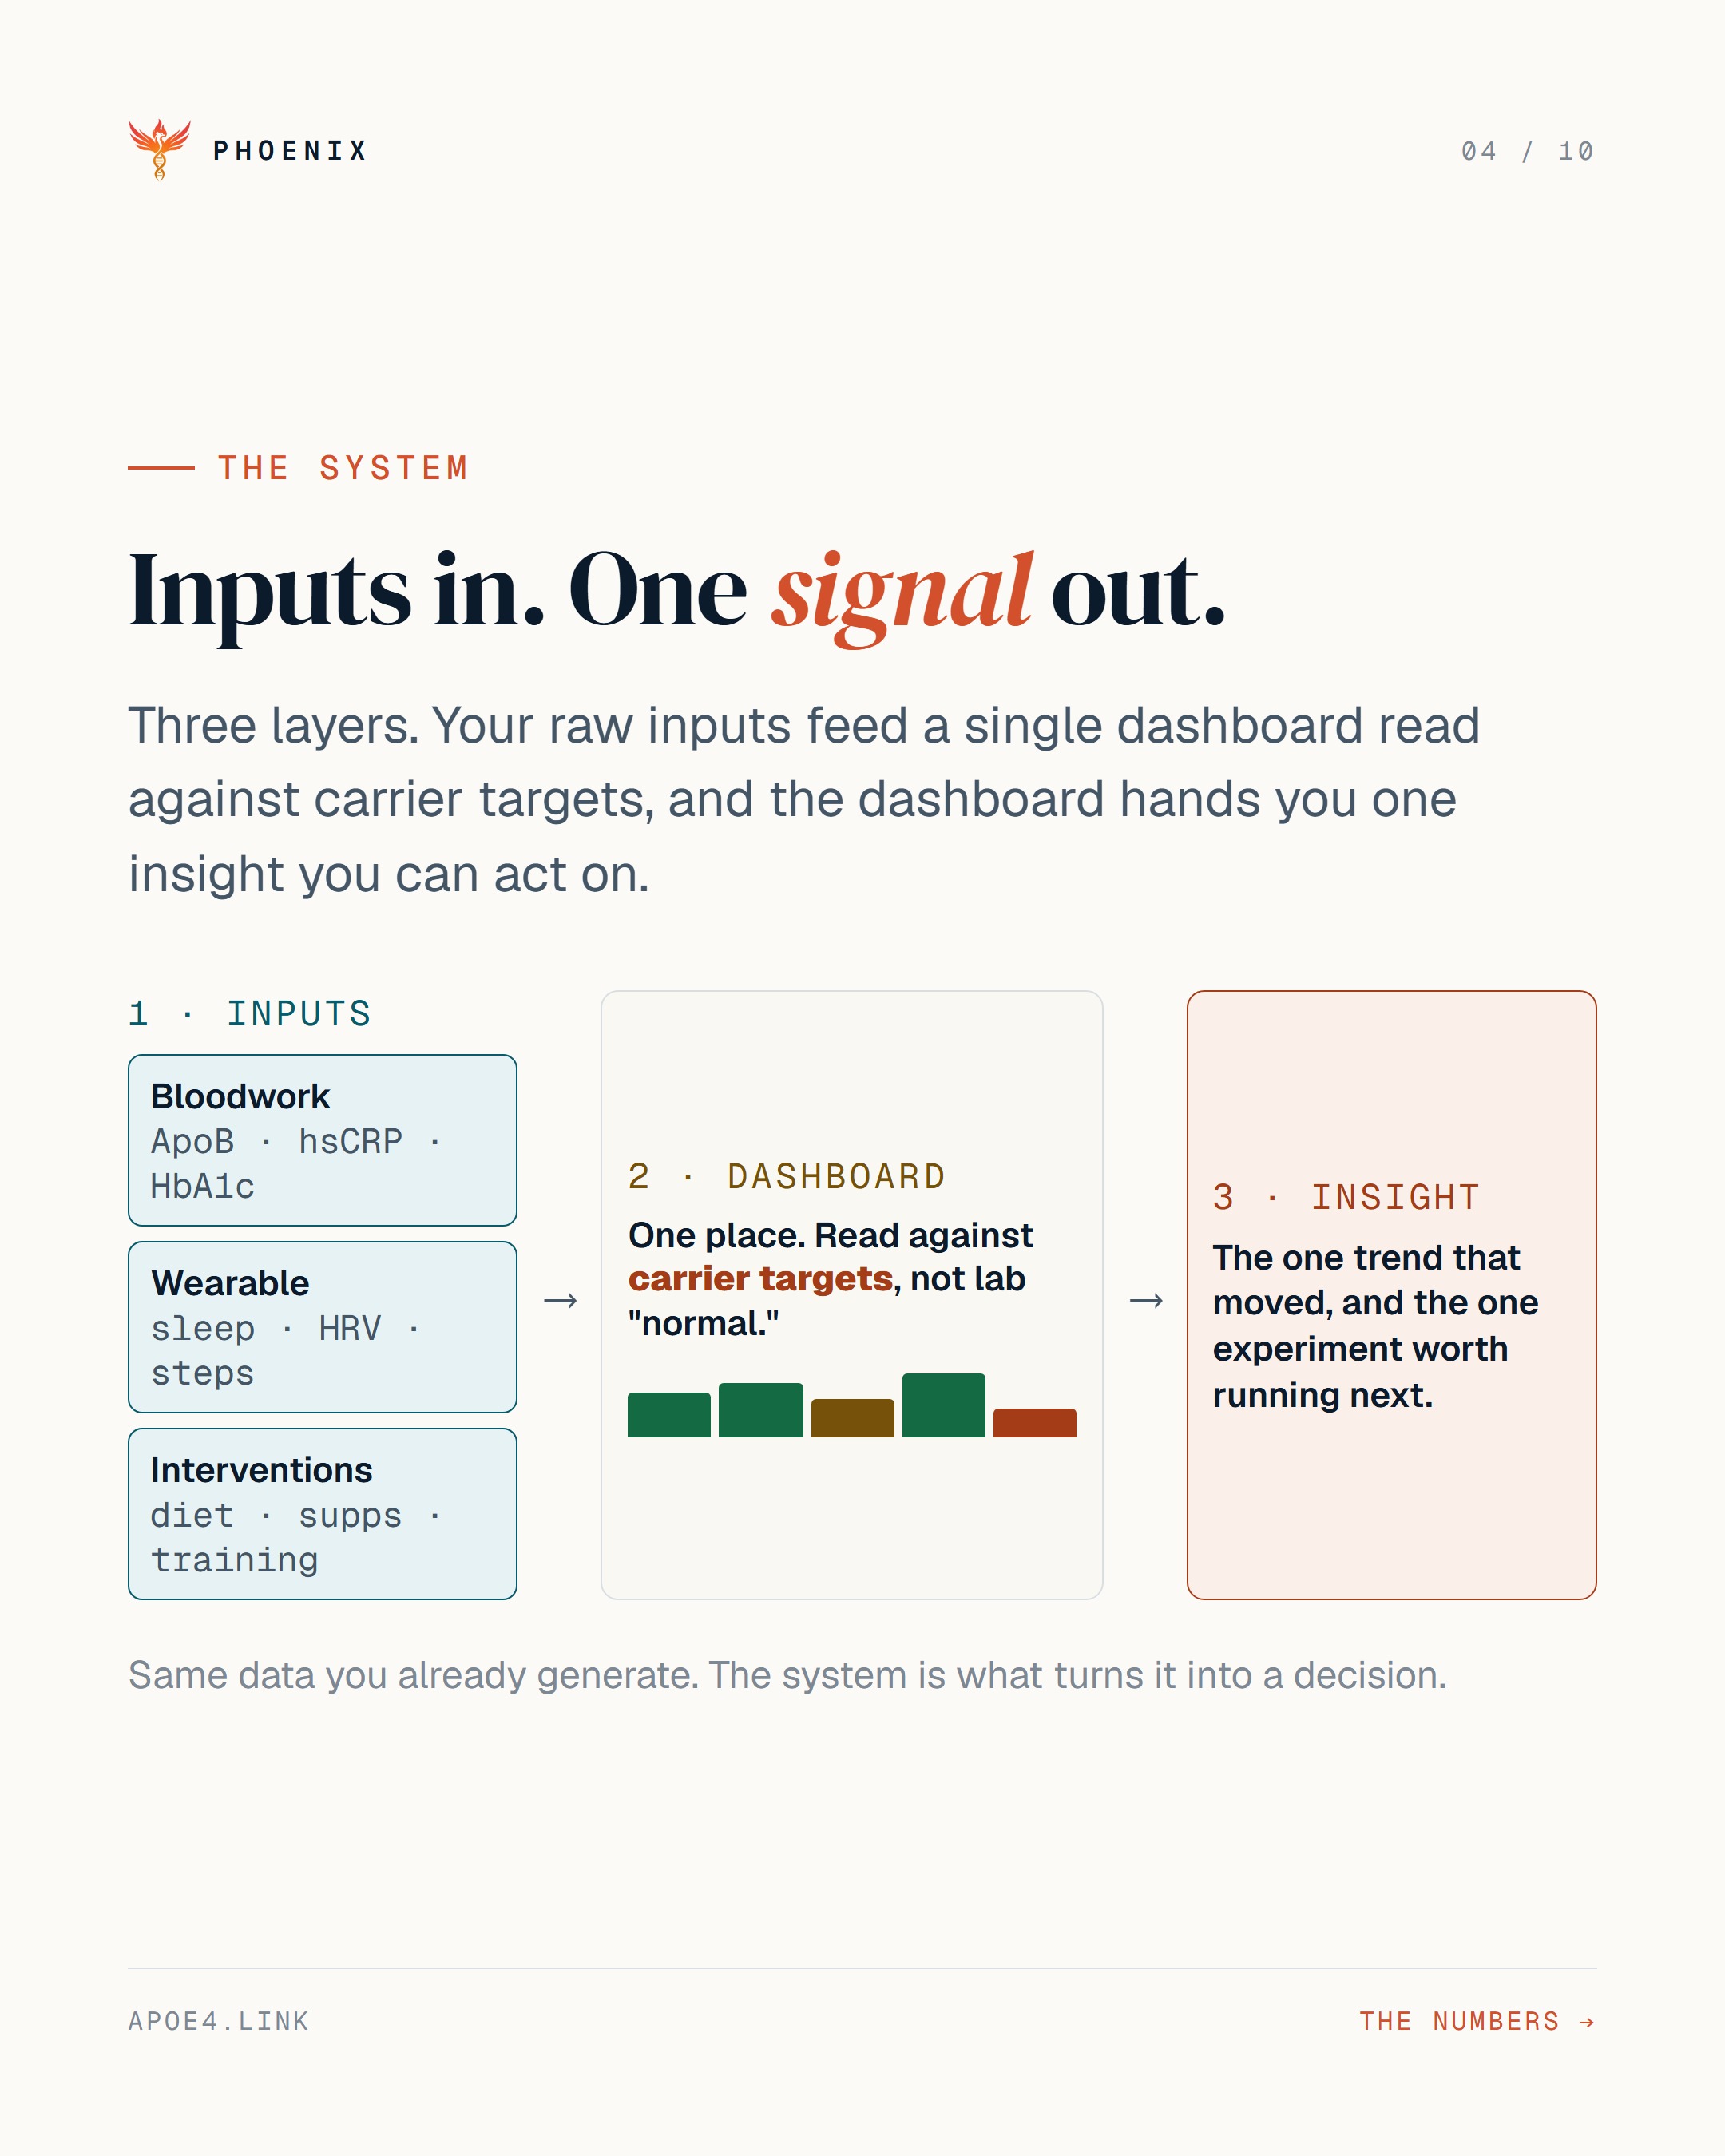 PHOENIX
04 / 10
THE SYSTEM
Inputs in. One signal out.
Three layers. Your raw inputs feed a single dashboard read
against carrier targets, and the dashboard hands you one
insight you can act on.
1 · INPUTS
Bloodwork
ApoB · hsCRP ·
HbA1c
Wearable
sleep · HRV ·
steps
Interventions
diet · supps ·
training
→
2 · DASHBOARD
One place. Read against
carrier targets, not lab
"normal."
→
3 · INSIGHT
The one trend that
moved, and the one
experiment worth
running next.
Same data you already generate. The system is what turns it into a decision.
APOE4.LINK
THE NUMBERS →